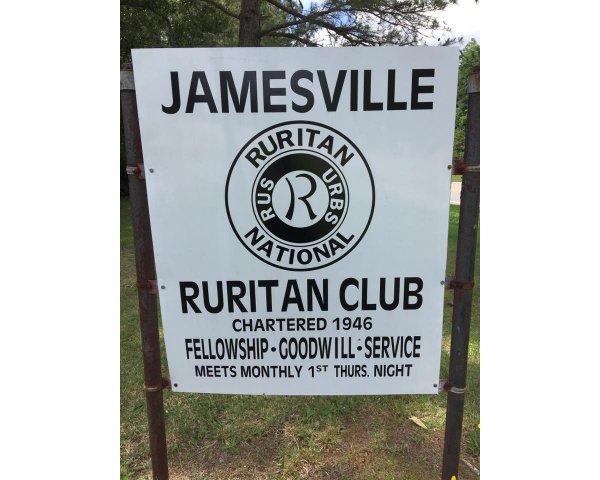 JAMESVILLE
RURITAN
RUS
R
URBS
NATIONAL
RURITAN CLUB
CHARTERED 1946
FELLOWSHIP • GOODWILL • SERVICE
MEETS MONTHLY 1ST THURS. NIGHT